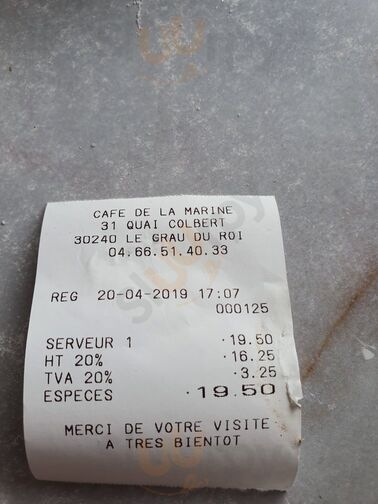 CAFE DE LA MARINE
31 QUAI COLBERT
30240 LE GRAU DU ROI
04.66.51.40.33
REG 20-04-2019 17:07
000125
SERVEUR 1 ·19.50
HT 20% ·16.25
TVA 20% ·3.25
ESPECES ·19.50
MERCI DE VOTRE VISITE
A TRES BIENTOT